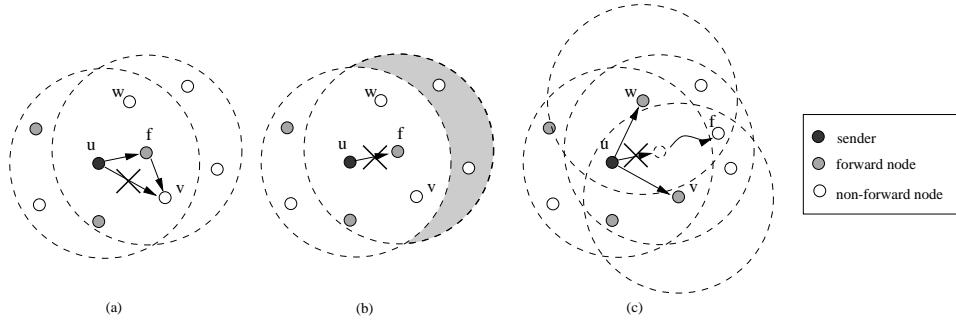 w
f
u
v
(a)
w
f
u
v
(b)
w
f
u
v
(c)
sender
forward node
non-forward node